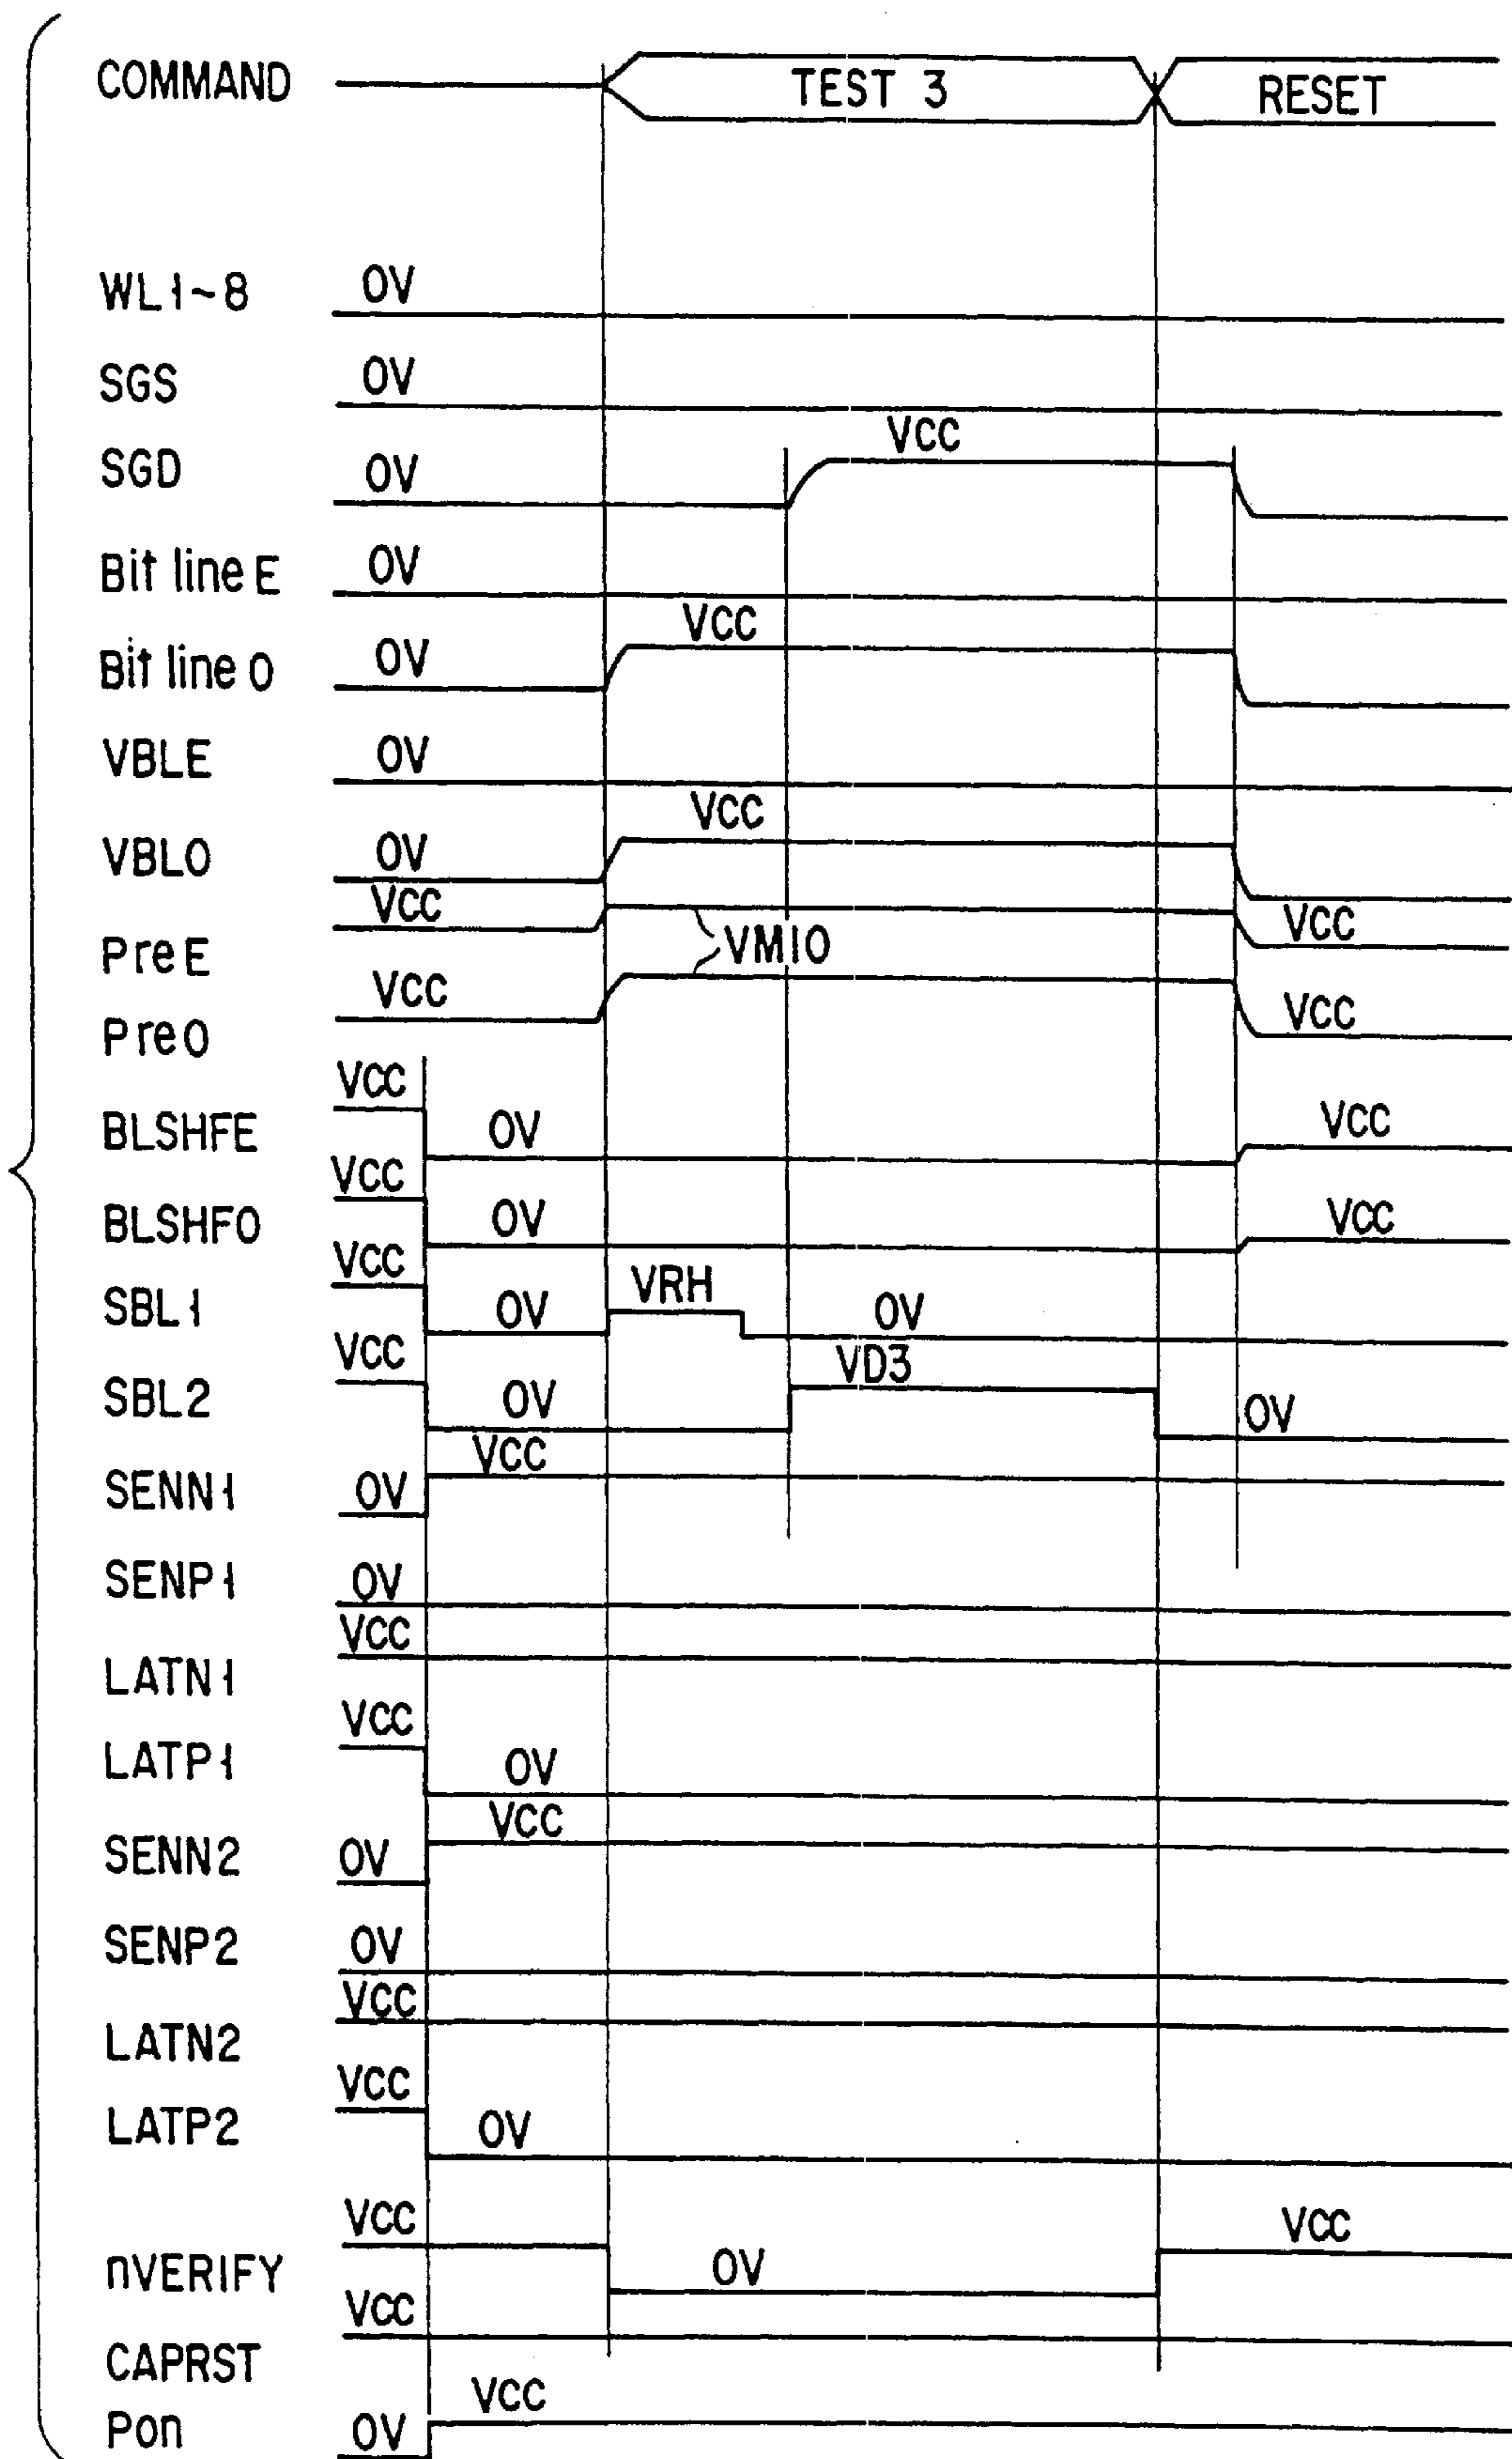 COMMAND TEST 3 RESET
WL1~8 0V
SGS 0V
SGD 0V VCC
Bit line E 0V
Bit line O 0V VCC
VBLE 0V
VBLO 0V VCC
PreE VCC VM10 VCC
PreO VCC VCC
BLSHFE VCC 0V VCC
BLSHFO VCC 0V VCC
SBL1 VCC 0V VRH 0V
SBL2 VCC 0V VD3 0V
SENN1 0V VCC
SENP1 0V
LATN1 VCC
LATP1 VCC 0V
SENN2 0V VCC
SENP2 0V
LATN2 VCC
LATP2 VCC 0V
nVERIFY VCC 0V VCC
CAPRST VCC
Pon 0V VCC